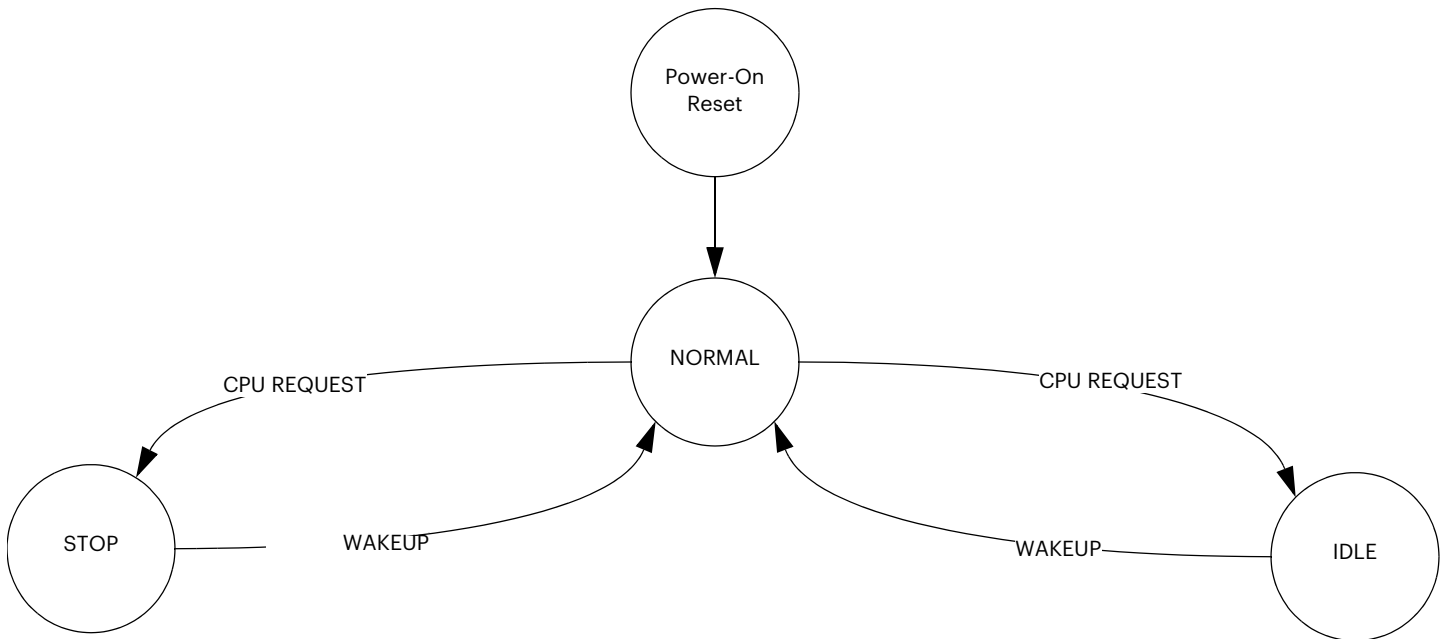 Power-On
Reset
NORMAL
CPU REQUEST
CPU REQUEST
STOP
WAKEUP
WAKEUP
IDLE